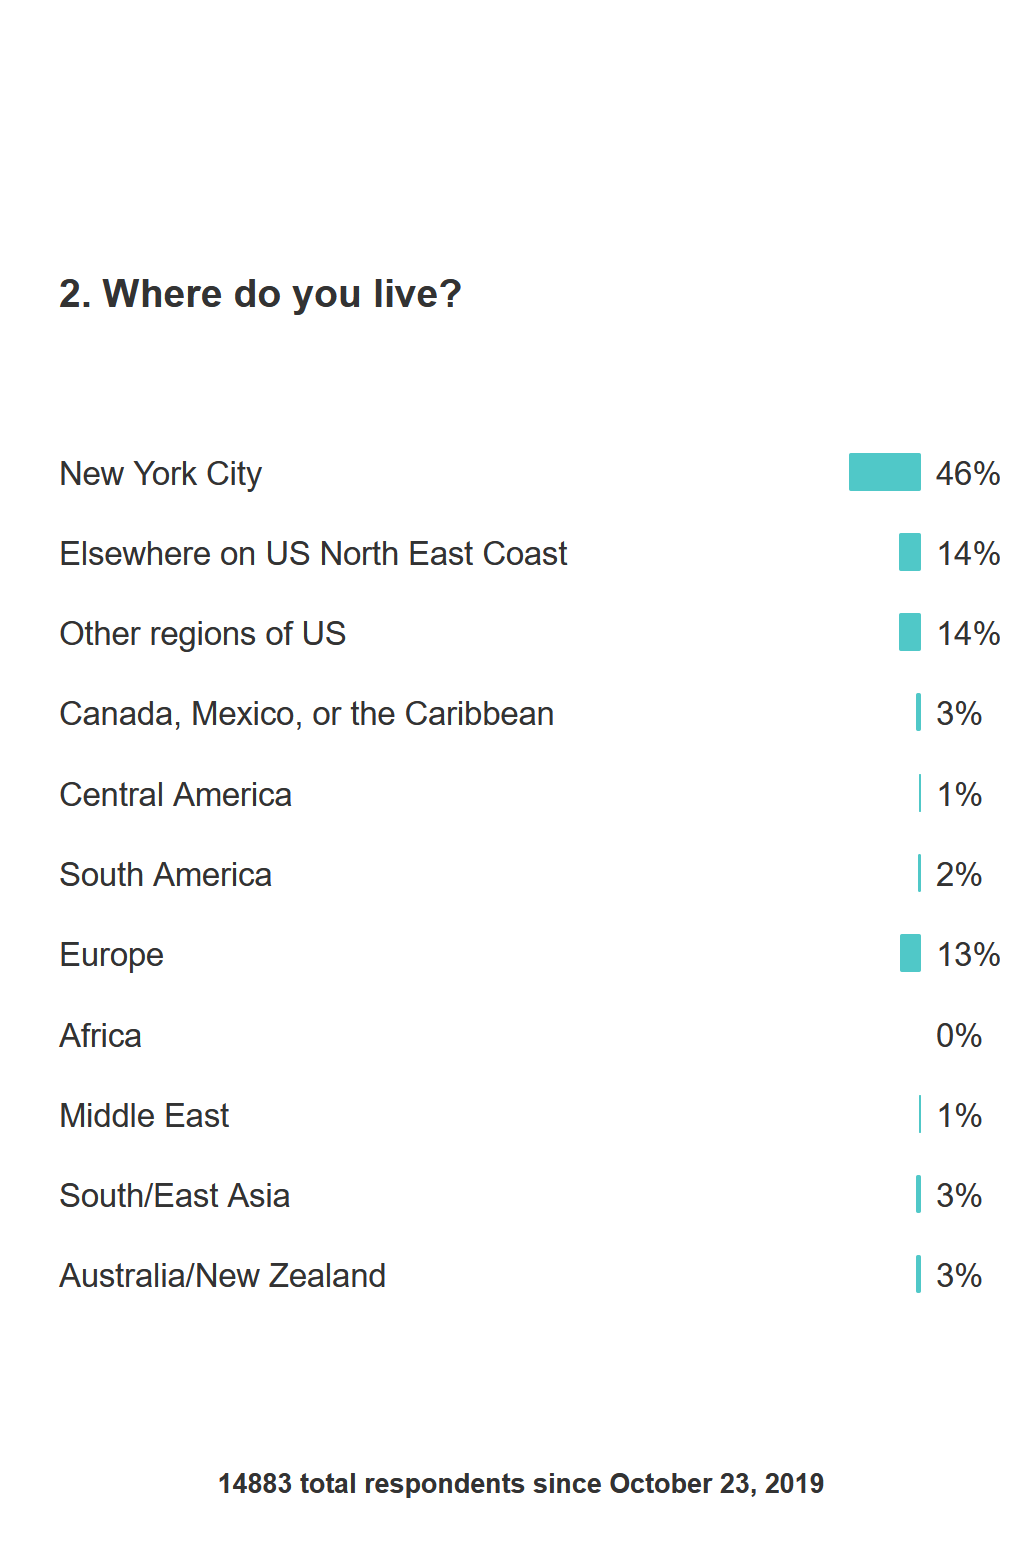 2. Where do you live?
New York City 46%
Elsewhere on US North East Coast 14%
Other regions of US 14%
Canada, Mexico, or the Caribbean 3%
Central America 1%
South America 2%
Europe 13%
Africa 0%
Middle East 1%
South/East Asia 3%
Australia/New Zealand 3%
14883 total respondents since October 23, 2019